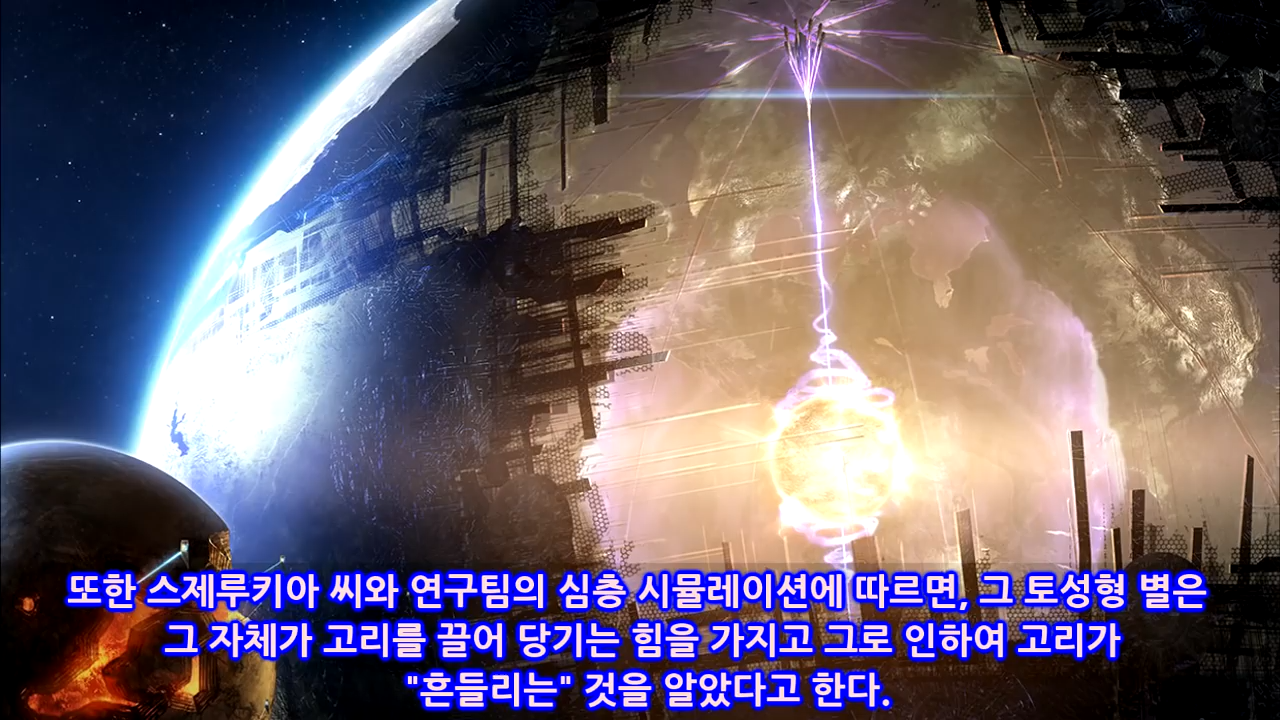 또한 스제루키아 씨와 연구팀의 심층 시뮬레이션에 따르면, 그 토성형 별은
그 자체가 고리를 끌어 당기는 힘을 가지고 그로 인하여 고리가
"흔들리는" 것을 알았다고 한다.